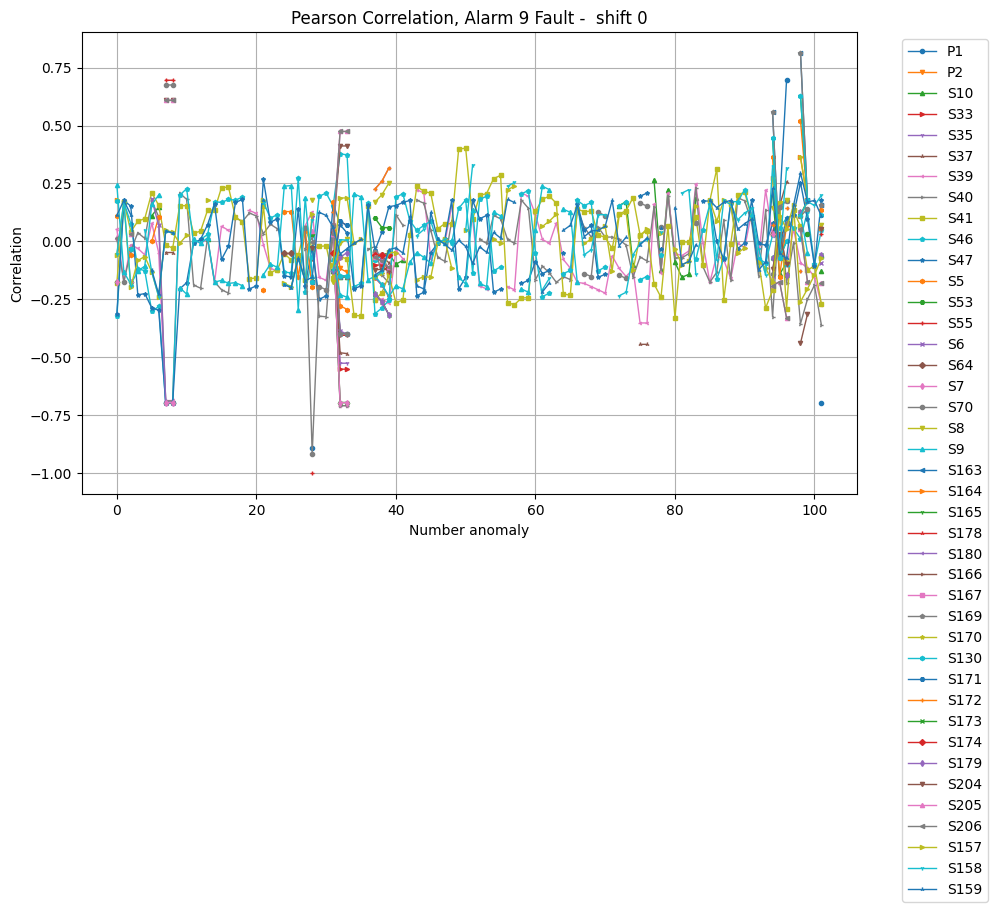 Pearson Correlation, Alarm 9 Fault -  shift 0
Correlation
0.75
0.50
0.25
0.00
−0.25
−0.50
−0.75
−1.00
0 20 40 60 80 100
Number anomaly
P1
P2
S10
S33
S35
S37
S39
S40
S41
S46
S47
S5
S53
S55
S6
S64
S7
S70
S8
S9
S163
S164
S165
S178
S180
S166
S167
S169
S170
S130
S171
S172
S173
S174
S179
S204
S205
S206
S157
S158
S159